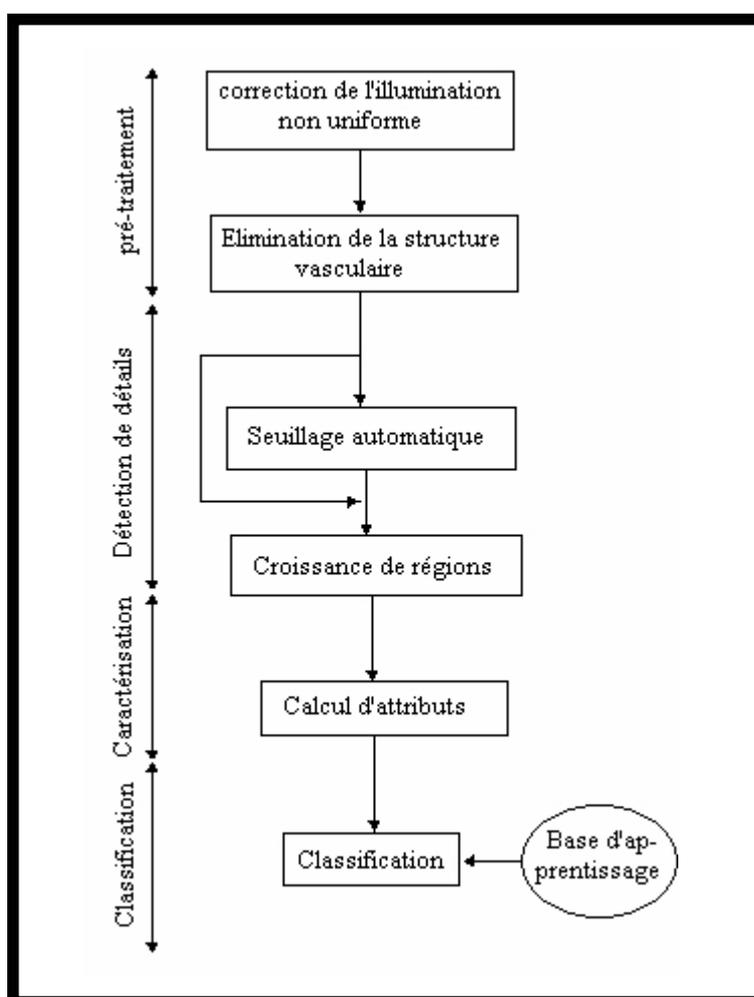 correction de l'illumination
non uniforme
pré-traitement
Elimination de la structure
vasculaire
Détection de détails
Seuillage automatique
Croissance de régions
Caractérisation
Calcul d'attributs
Classification
Classification
Base d'ap-
prentissage